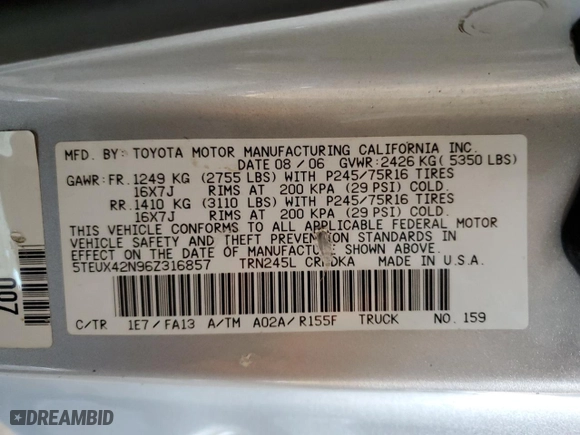 MFD. BY: TOYOTA MOTOR MANUFACTURING CALIFORNIA INC.
DATE 08 / 06 GVWR: 2426 KG ( 5350 LBS)
GAWR: FR. 1249 KG (2755 LBS) WITH P245/75R16 TIRES
16X7J RIMS AT 200 KPA (29 PSI) COLD.
RR. 1410 KG (3110 LBS) WITH P245/75R16 TIRES
16X7J RIMS AT 200 KPA (29 PSI) COLD.
THIS VEHICLE CONFORMS TO ALL APPLICABLE FEDERAL MOTOR
VEHICLE SAFETY AND THEFT PREVENTION STANDARDS IN
EFFECT ON THE DATE OF MANUFACTURE SHOWN ABOVE.
5TEUX42N96Z316857 TRN245L MADE IN U.S.A.
C/TR 1E7 / FA13 A/TM A02A / R155F TRUCK NO. 159
007
DREAMBID